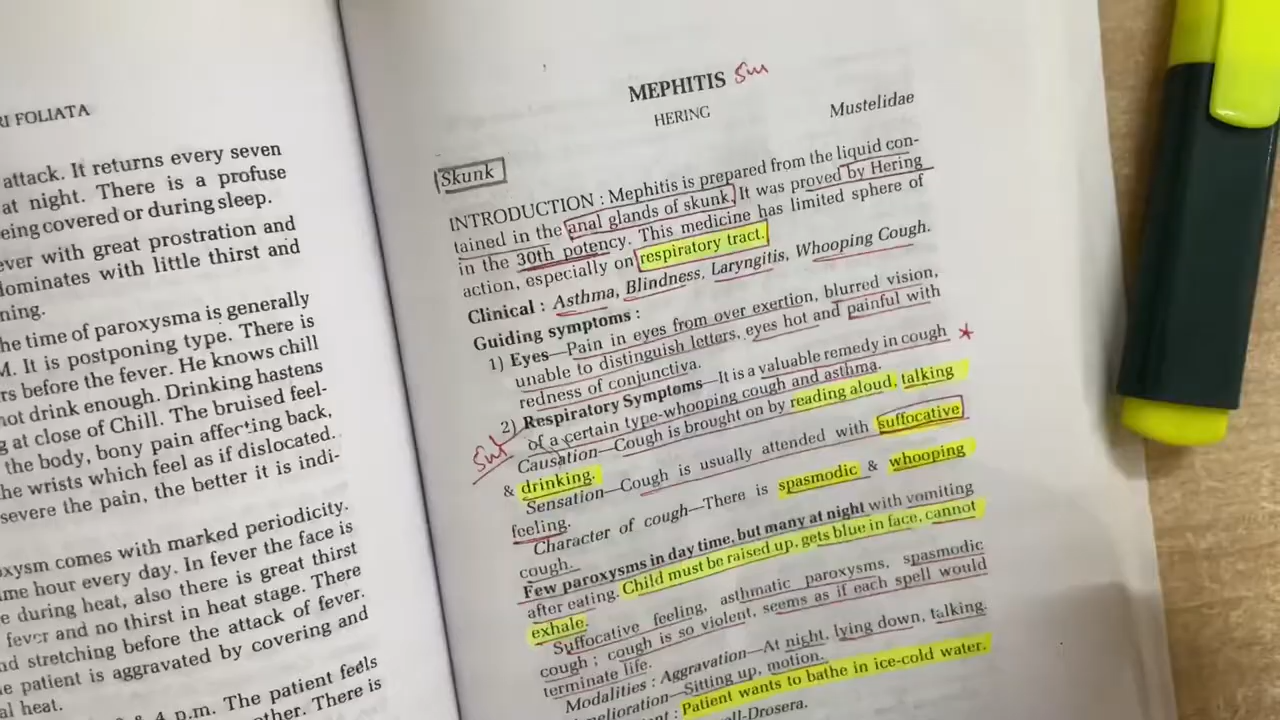 RI FOLIATA
attack. It returns every seven
at night. There is a profuse
eing covered or during sleep.
ever with great prostration and
lominates with little thirst and
ning.
he time of paroxysma is generally
M. It is postponing type. There is
rs before the fever. He knows chill
not drink enough. Drinking hastens
g at close of Chill. The bruised feel-
the body, bony pain affecting back,
he wrists which feel as if dislocated.
severe the pain, the better it is indi-
oxysm comes with marked periodicity.
ame hour every day. In fever the face is
e during heat, also there is great thirst
fever and no thirst in heat stage. There
nd stretching before the attack of fever.
e patient is aggravated by covering and
al heat.
4 p.m. The patient feels
other. There is
MEPHITIS
HERING
Mustelidae
Skunk
INTRODUCTION : Mephitis is prepared from the liquid con-
tained in the anal glands of skunk. It was proved by Hering
in the 30th potency. This medicine has limited sphere of
action, especially on respiratory tract.
Clinical : Asthma, Blindness, Laryngitis, Whooping Cough.
Guiding symptoms :
1) Eyes—Pain in eyes from over exertion, blurred vision,
unable to distinguish letters, eyes hot and painful with
redness of conjunctiva.
2) Respiratory Symptoms—It is a valuable remedy in cough
of a certain type-whooping cough and asthma.
Causation—Cough is brought on by reading aloud, talking
& drinking.
Sensation—Cough is usually attended with suffocative
feeling.
Character of cough—There is spasmodic & whooping
cough.
Few paroxysms in day time, but many at night with vomiting
after eating. Child must be raised up, gets blue in face, cannot
exhale.
Suffocative feeling, asthmatic paroxysms, spasmodic
cough ; cough is so violent, seems as if each spell would
terminate life.
Modalities : Aggravation—At night, lying down, talking.
melioration—Sitting up, motion.
nt : Patient wants to bathe in ice-cold water.
ll-Drosera.